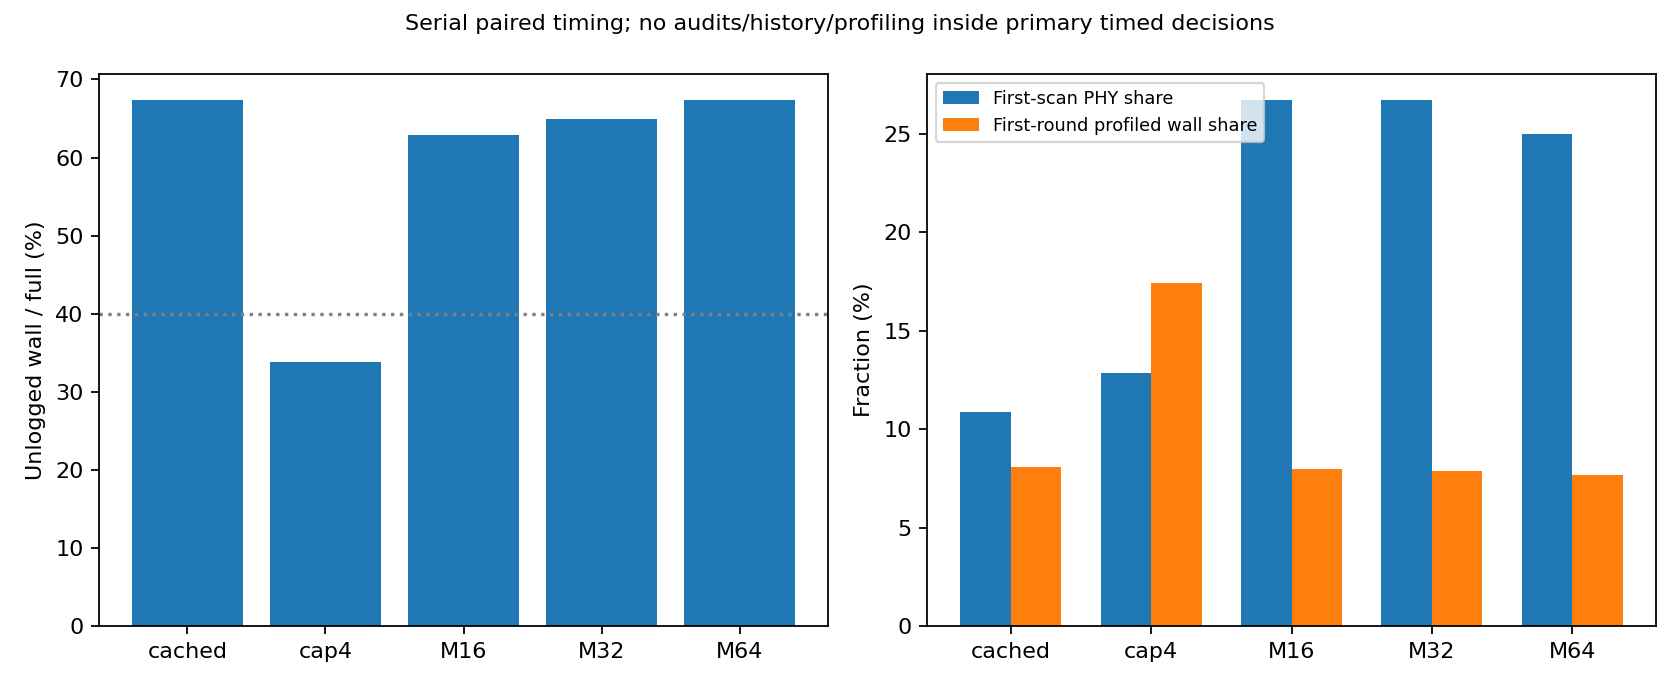 Serial paired timing; no audits/history/profiling inside primary timed decisions
Unlogged wall / full (%)
70
60
50
40
30
20
10
0
cached cap4 M16 M32 M64
Fraction (%)
First-scan PHY share
First-round profiled wall share
25
20
15
10
5
0
cached cap4 M16 M32 M64